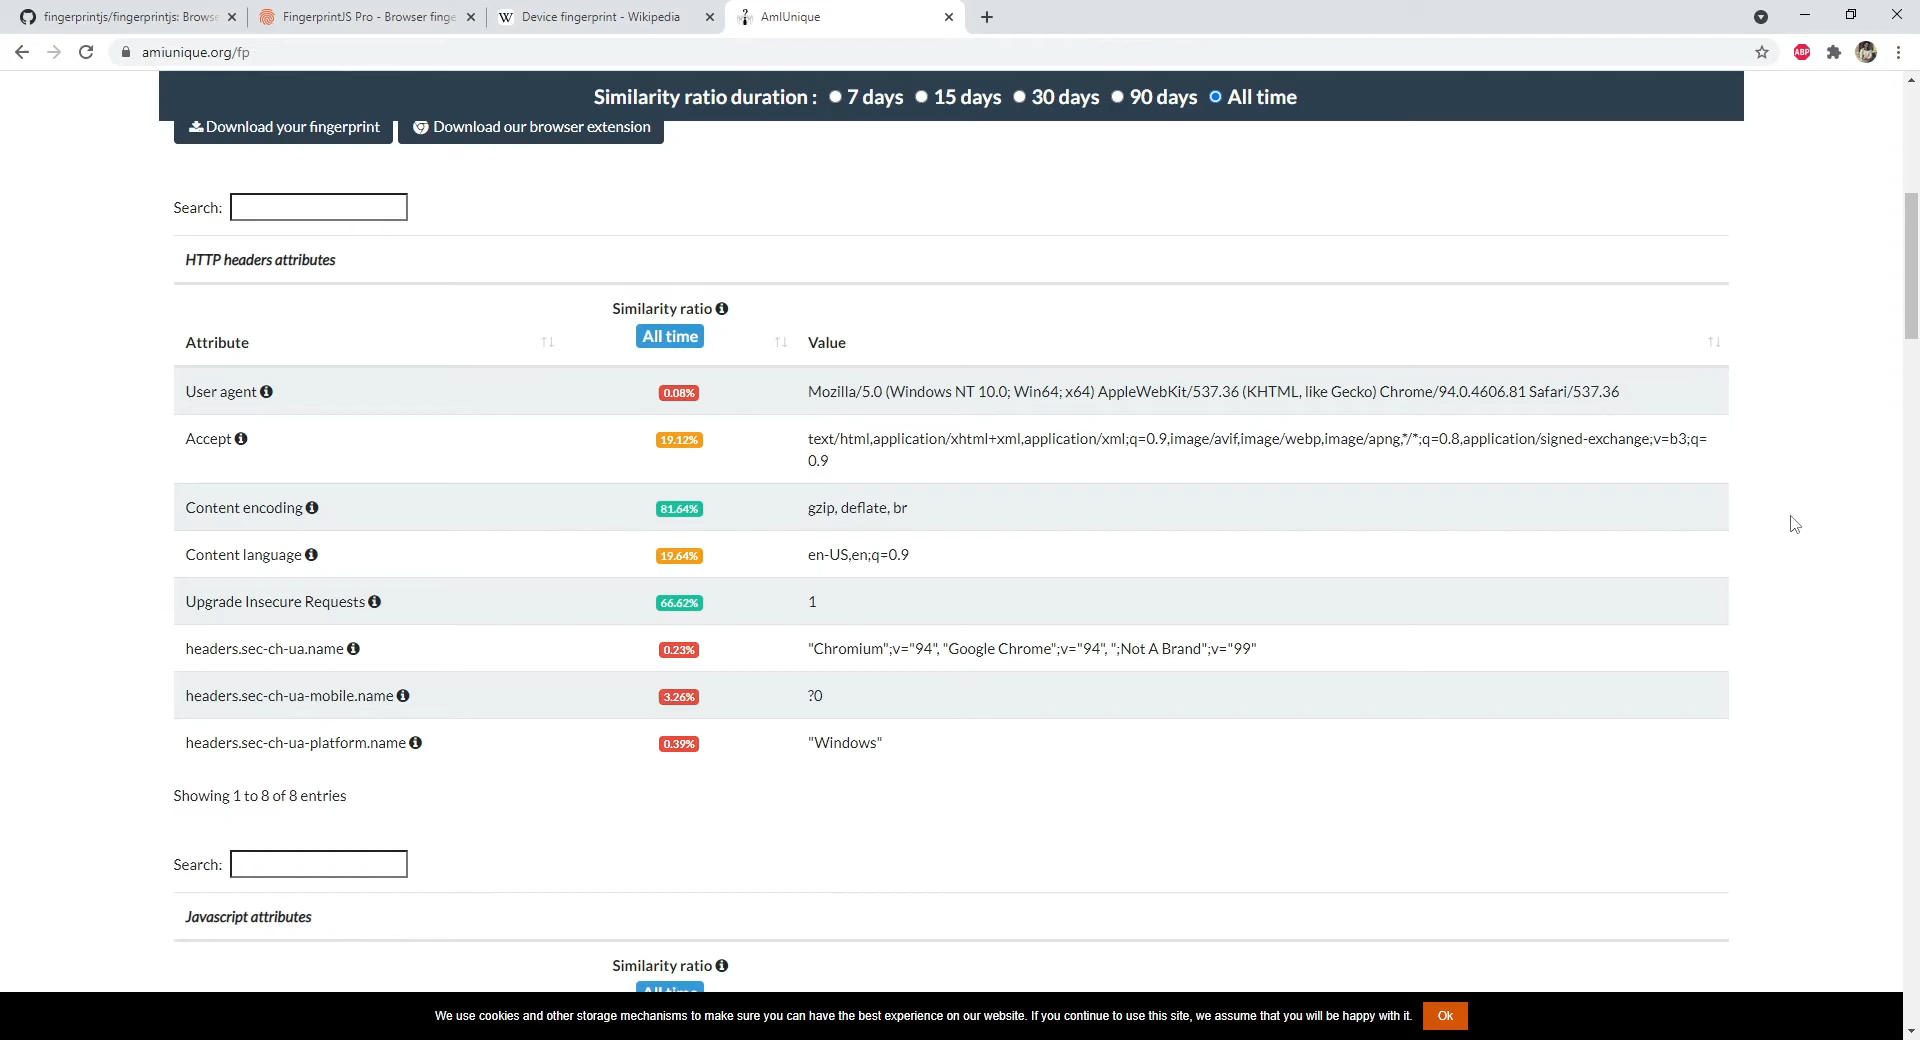 fingerprintjs/fingerprintjs: Browse
FingerprintJS Pro - Browser finge
W Device fingerprint - Wikipedia
AmIUnique
amiunique.org/fp
ABP
Similarity ratio duration : 7 days 15 days 30 days 90 days All time
Download your fingerprint
Download our browser extension
Search:
HTTP headers attributes
Similarity ratio
All time
Attribute
Value
User agent 0.08% Mozilla/5.0 (Windows NT 10.0; Win64; x64) AppleWebKit/537.36 (KHTML, like Gecko) Chrome/94.0.4606.81 Safari/537.36
Accept 19.12% text/html,application/xhtml+xml,application/xml;q=0.9,image/avif,image/webp,image/apng,*/*;q=0.8,application/signed-exchange;v=b3;q=
0.9
Content encoding 81.64% gzip, deflate, br
Content language 19.64% en-US,en;q=0.9
Upgrade Insecure Requests 66.62% 1
headers.sec-ch-ua.name 0.23% "Chromium";v="94", "Google Chrome";v="94", ";Not A Brand";v="99"
headers.sec-ch-ua-mobile.name 3.26% ?0
headers.sec-ch-ua-platform.name 0.39% "Windows"
Showing 1 to 8 of 8 entries
Search:
Javascript attributes
Similarity ratio
All time
We use cookies and other storage mechanisms to make sure you can have the best experience on our website. If you continue to use this site, we assume that you will be happy with it. Ok